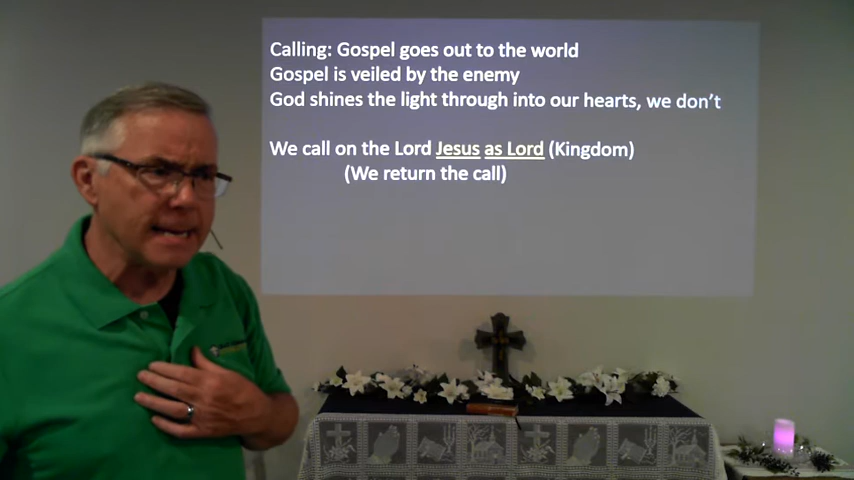 Calling: Gospel goes out to the world
Gospel is veiled by the enemy
God shines the light through into our hearts, we don't
We call on the Lord Jesus as Lord (Kingdom)
(We return the call)